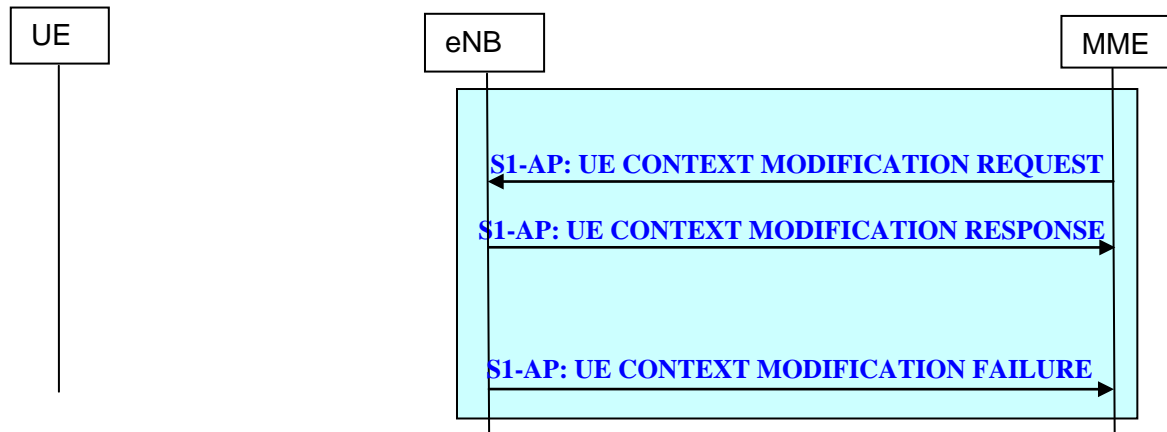 UE
eNB
MME
S1-AP: UE CONTEXT MODIFICATION REQUEST
S1-AP: UE CONTEXT MODIFICATION RESPONSE
S1-AP: UE CONTEXT MODIFICATION FAILURE